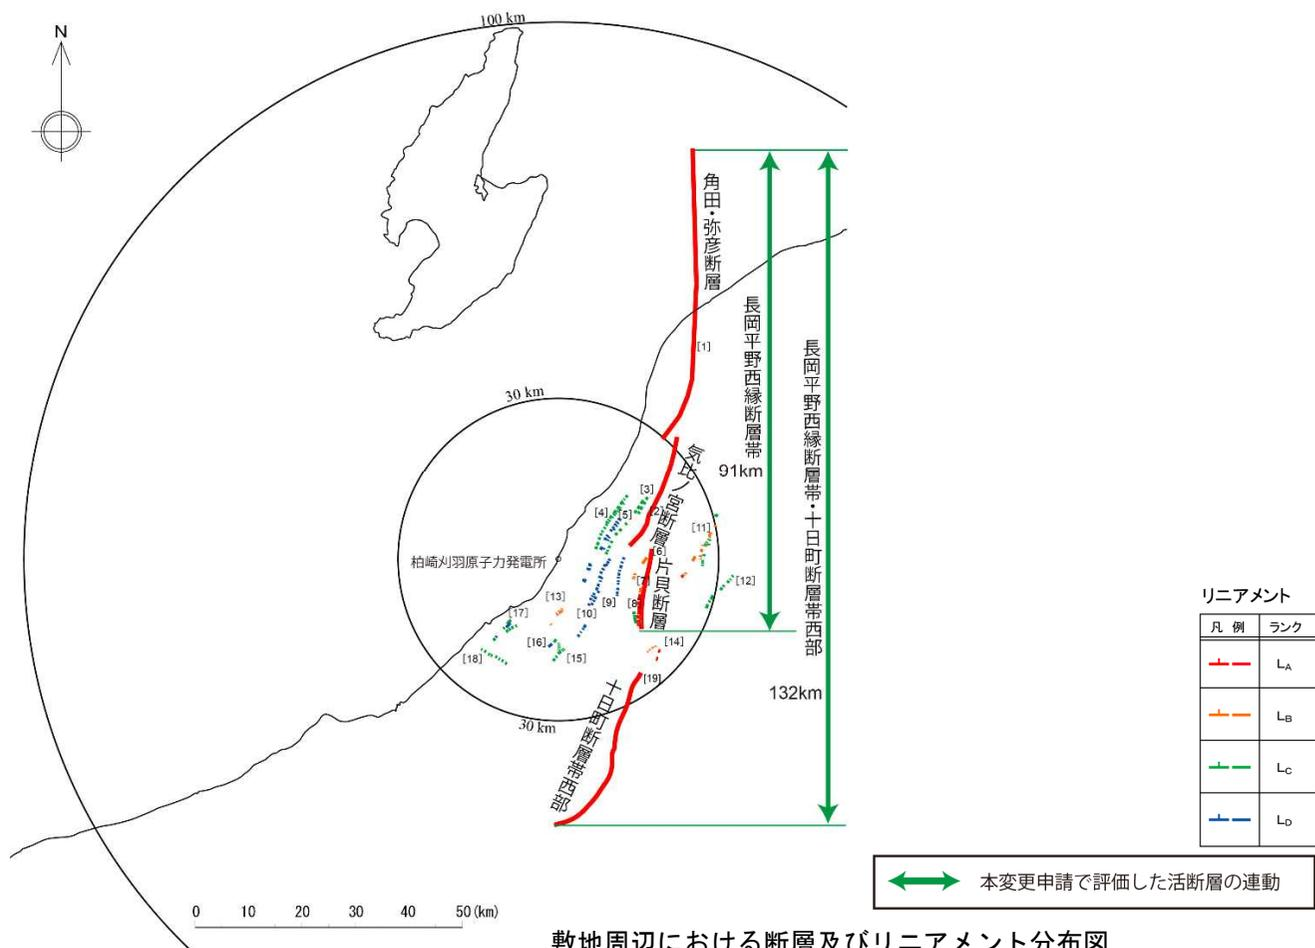 100 km
N
角田・弥彦断層
長岡平野西縁断層帯
91km
長岡平野西縁断層帯・十日町断層帯西部
132km
[1]
30 km
気比ノ宮断層
[3]
[4]
[5]
[2]
[11]
柏崎刈羽原子力発電所
[6]
片貝断層
[7]
[12]
[8]
[9]
[10]
[13]
[17]
[16]
[15]
[14]
[18]
[19]
十日町断層帯西部
30 km
リニアメント
凡 例 ランク
LA
LB
LC
LD
本変更申請で評価した活断層の連動
0 10 20 30 40 50 (km)
敷地周辺における断層及びリニアメント分布図